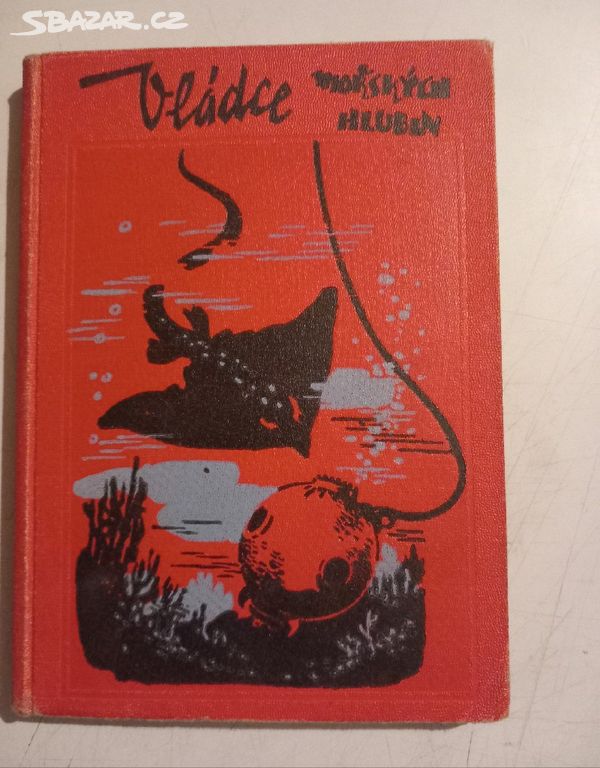 SBAZAR.CZ
Vládce
MOŘSKÝCH
HLUBIN